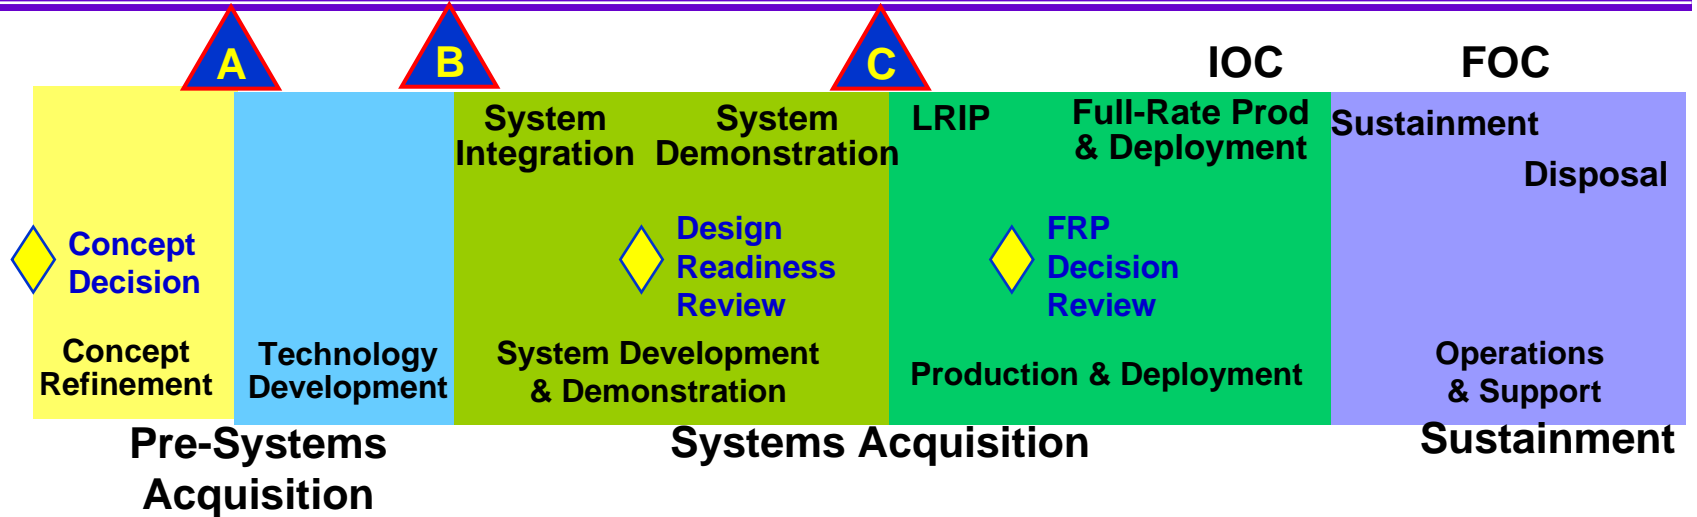 A
B
C
IOC
FOC
System
Integration
System
Demonstration
LRIP
Full-Rate Prod
& Deployment
Sustainment
Disposal
Concept
Decision
Design
Readiness
Review
FRP
Decision
Review
Concept
Refinement
Technology
Development
System Development
& Demonstration
Production & Deployment
Operations
& Support
Pre-Systems
Acquisition
Systems Acquisition
Sustainment